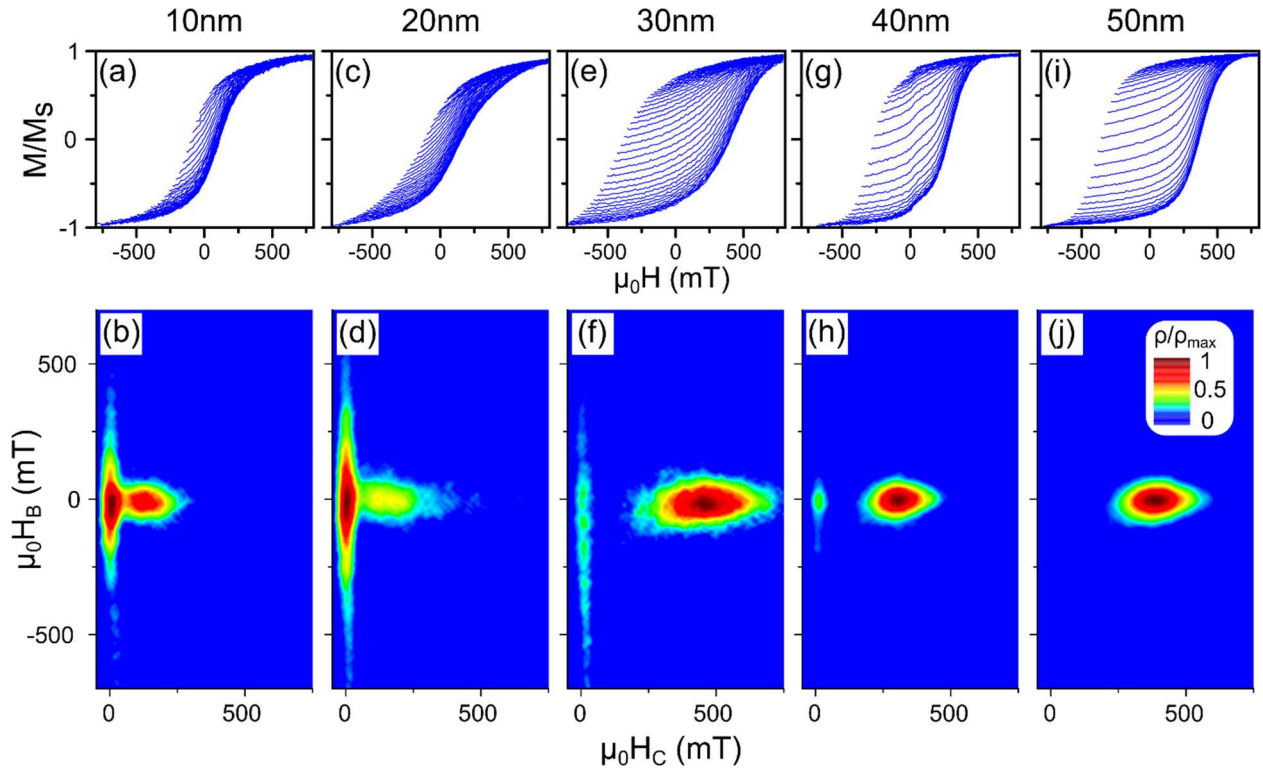 10nm 20nm 30nm 40nm 50nm
(a) (c) (e) (g) (i)
M/Ms
1
0
-1
-500 0 500 -500 0 500 -500 0 500 -500 0 500 -500 0 500
μ₀H (mT)
(b) (d) (f) (h) (j)
ρ/ρmax
1
0.5
0
μ₀HB (mT)
500
0
-500
0 500 0 500 0 500 0 500 0 500
μ₀HC (mT)